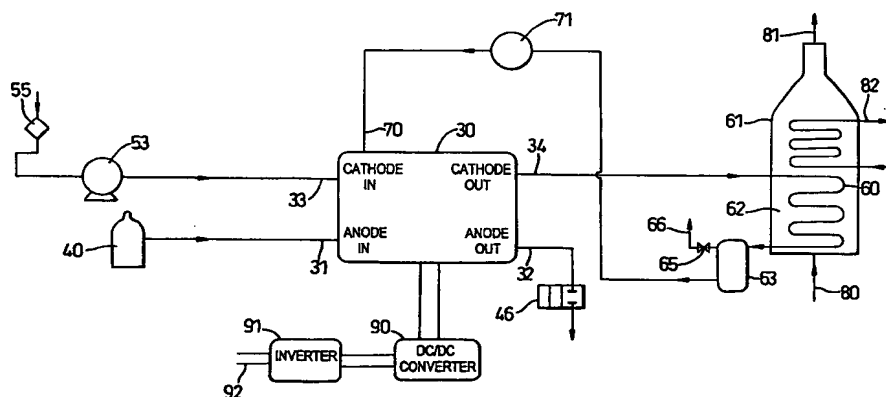 71
81
55
82
53
70
30
34
61
CATHODE
IN
CATHODE
OUT
33
60
62
66
40
ANODE
IN
ANODE
OUT
31
32
65
63
80
46
91
90
INVERTER
DC/DC
CONVERTER
92